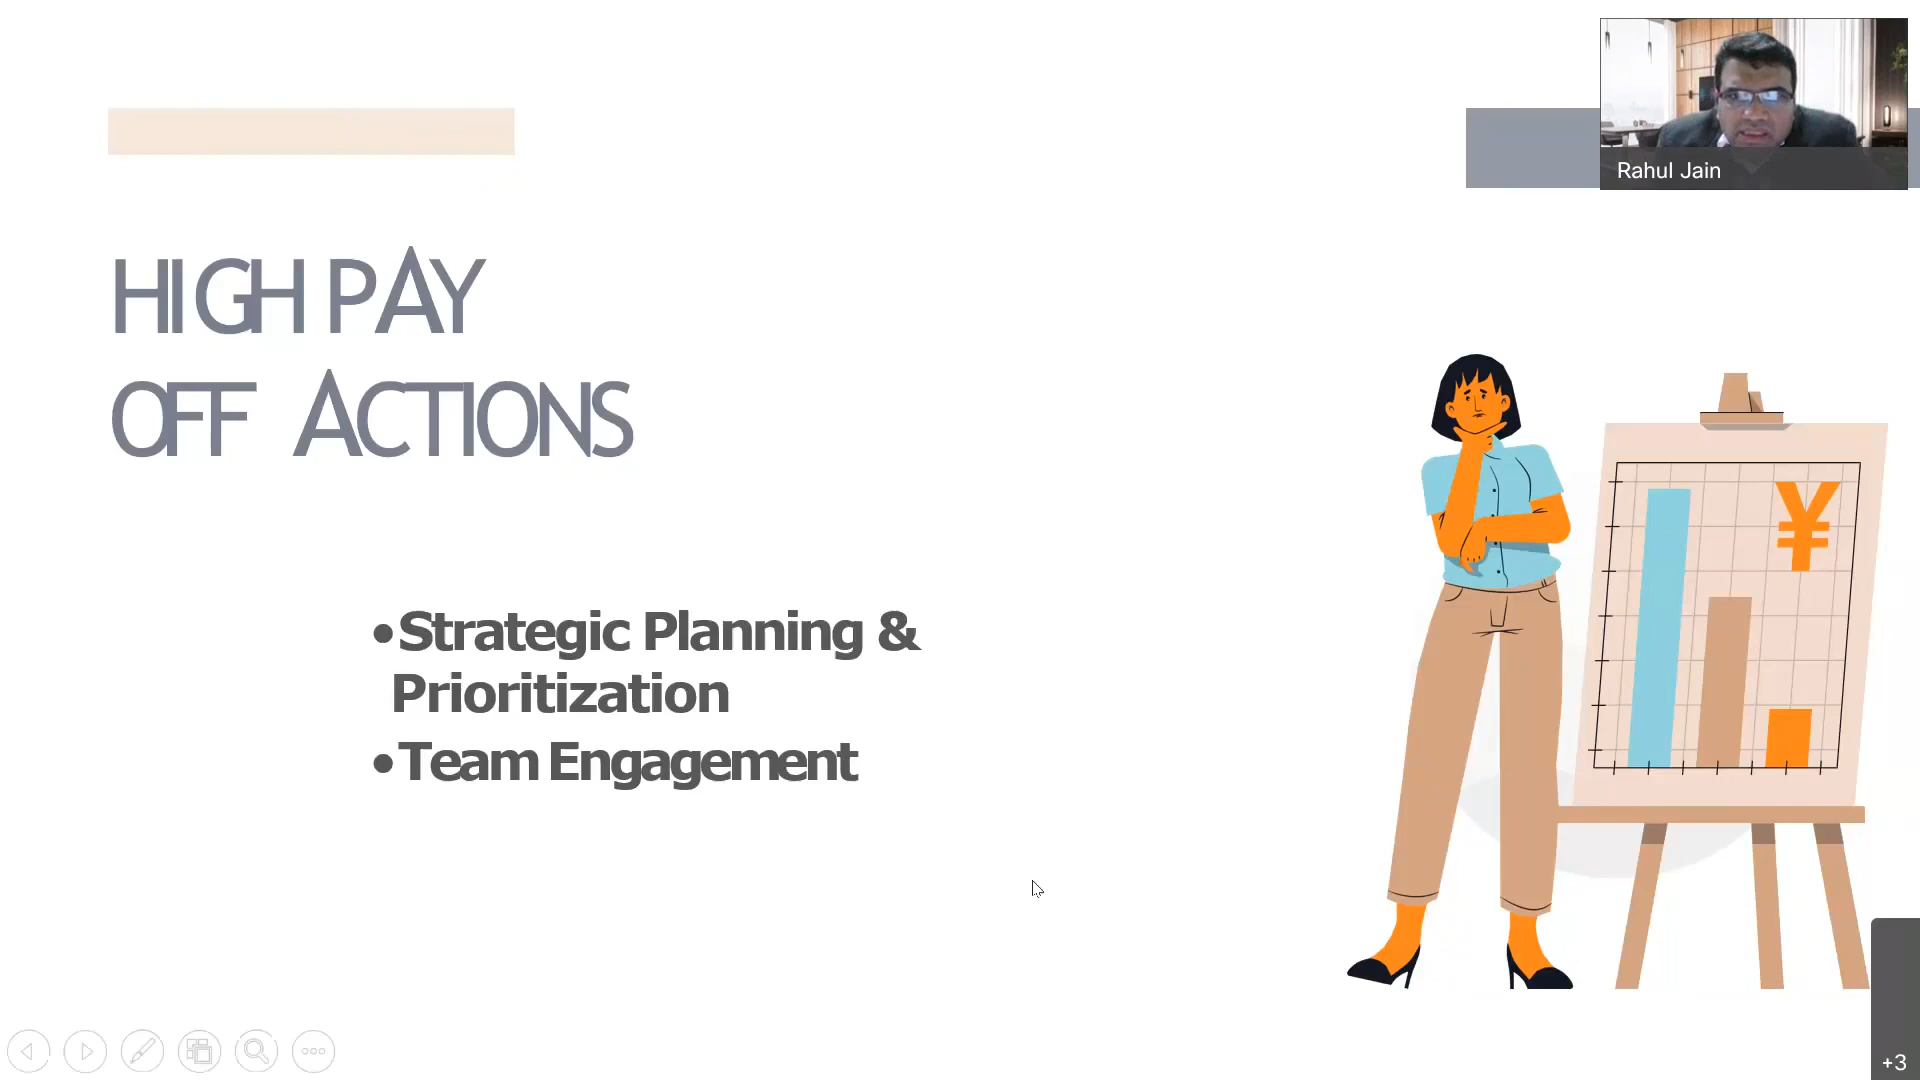 Rahul Jain
HIGH PAY
OFF ACTIONS
•Strategic Planning &
Prioritization
•Team Engagement
¥
+3